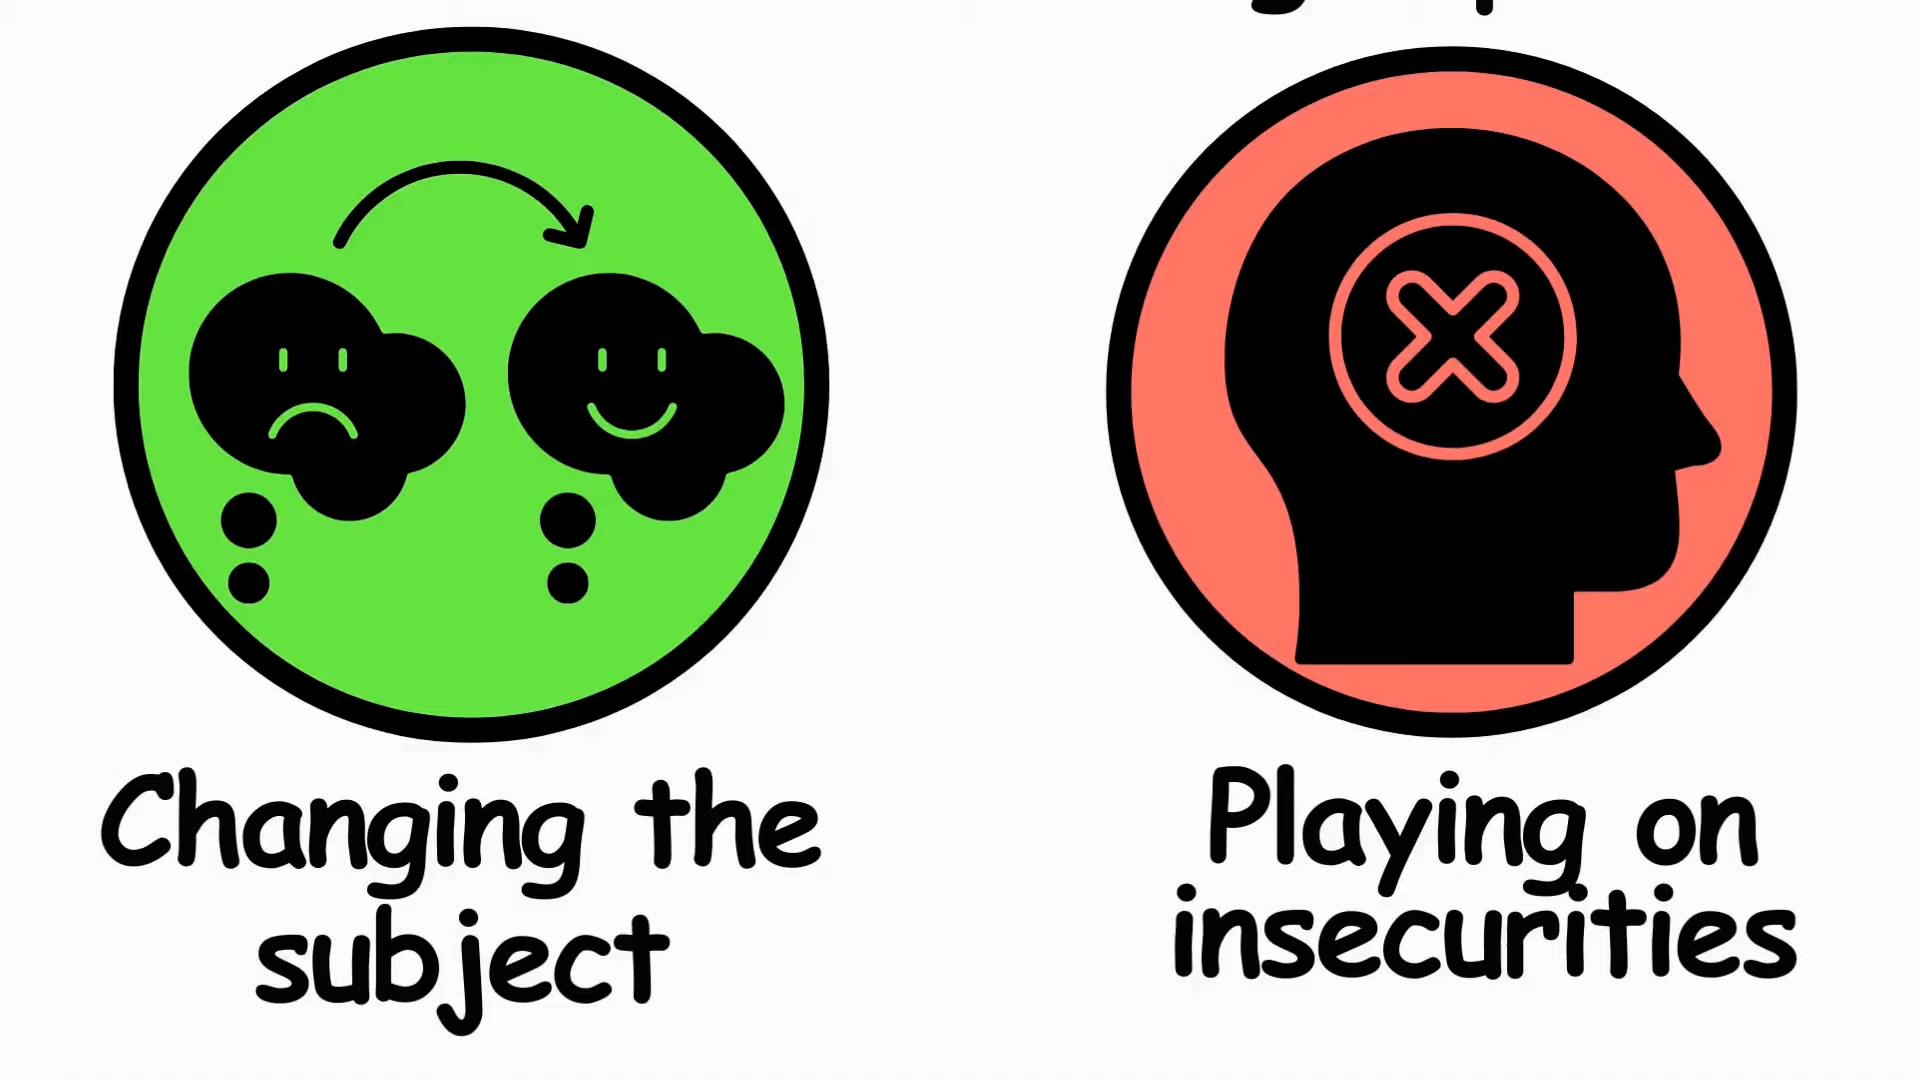 Changing the
subject
Playing on
insecurities